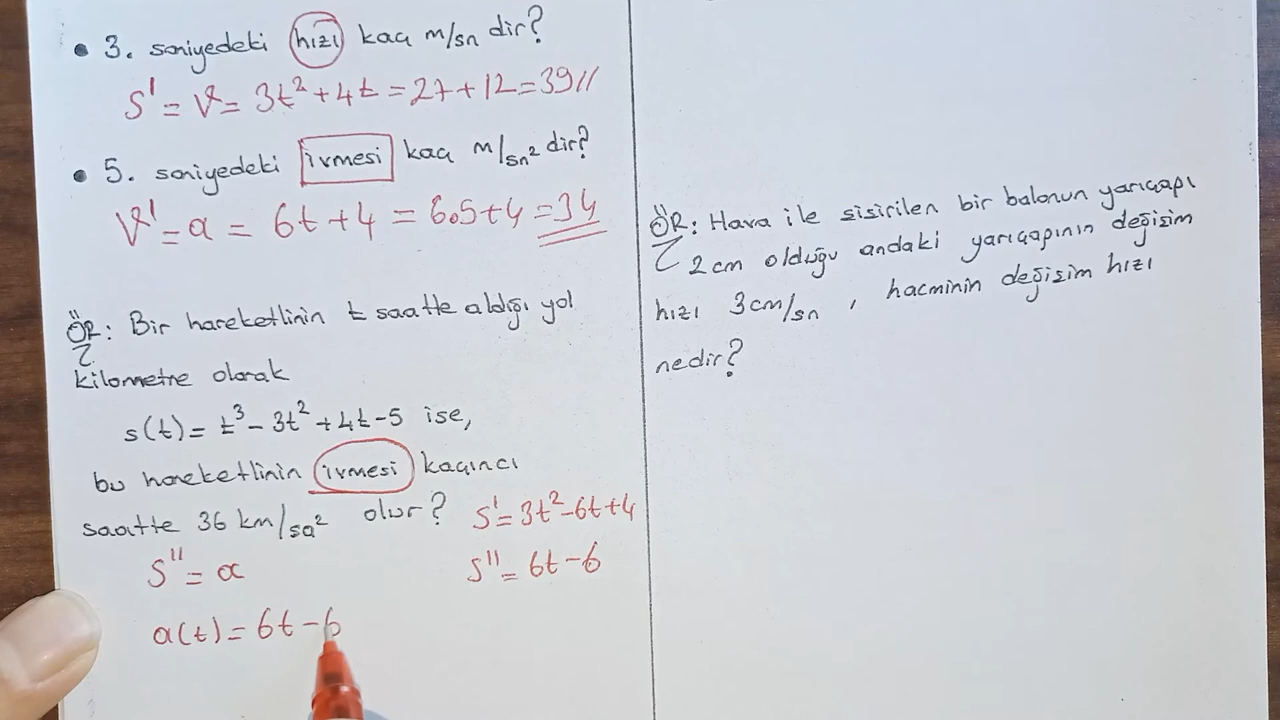 • 3. saniyedeki hızı kaç m/sn dir?
S' = V = 3t² + 4t = 27 + 12 = 39 //
• 5. saniyedeki ivmesi kaç m/sn² dir?
V' = a = 6t + 4 = 6.5 + 4 = 34
ÖR: Bir hareketlinin t saatte aldığı yol
kilometre olarak
s(t) = t³ - 3t² + 4t - 5 ise,
bu hareketlinin ivmesi kaçıncı
saatte 36 km/sa² olur?
S' = 3t² - 6t + 4
S'' = a
S'' = 6t - 6
a(t) = 6t - 6
ÖR: Hava ile şişirilen bir balonun yarıçapı
2 cm olduğu andaki yarıçapının değişim
hızı 3 cm/sn , hacminin değişim hızı
nedir?